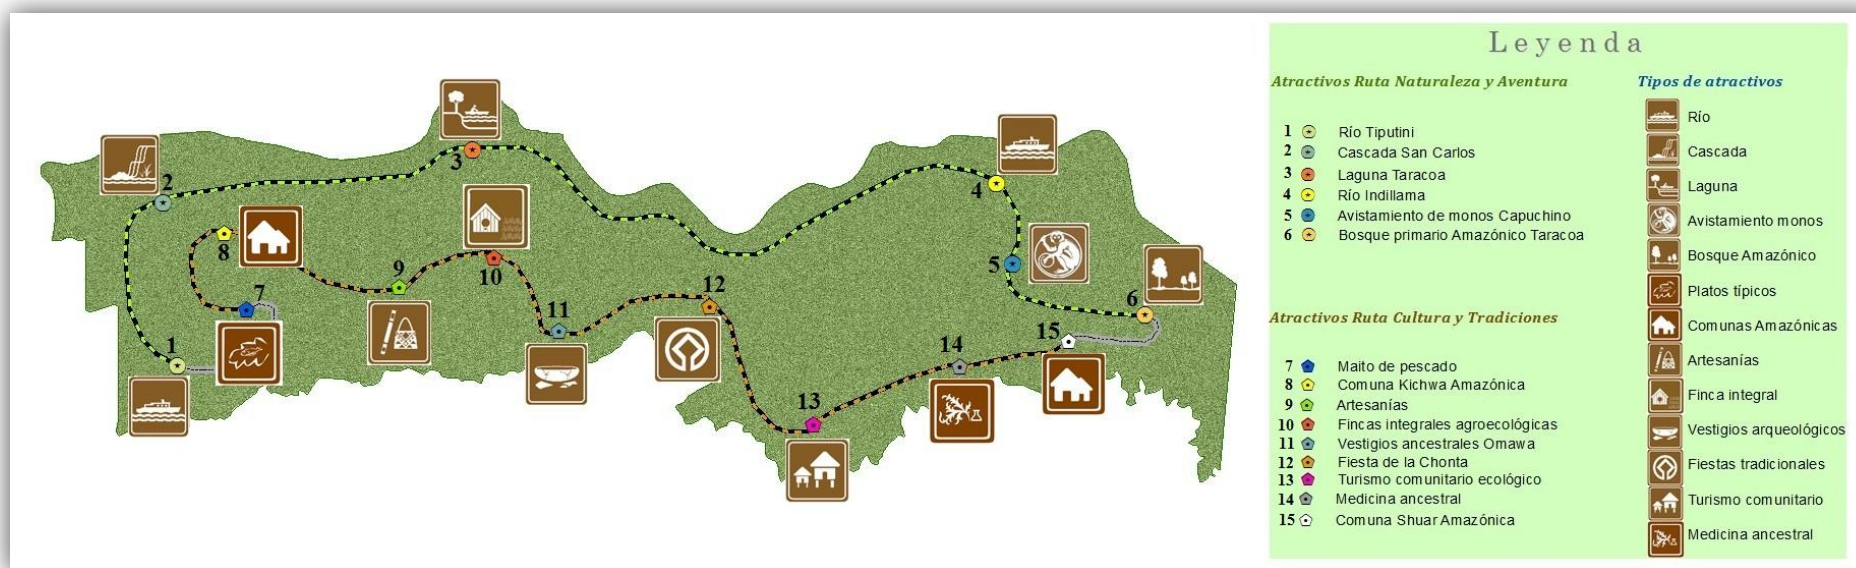 1
2
3
4
5
6
7
8
9
10
11
12
13
14
15
Leyenda
Atractivos Ruta Naturaleza y Aventura
1 Río Tiputini
2 Cascada San Carlos
3 Laguna Taracoa
4 Río Indillama
5 Avistamiento de monos Capuchino
6 Bosque primario Amazónico Taracoa
Atractivos Ruta Cultura y Tradiciones
7 Maito de pescado
8 Comuna Kichwa Amazónica
9 Artesanías
10 Fincas integrales agroecológicas
11 Vestigios ancestrales Omawa
12 Fiesta de la Chonta
13 Turismo comunitario ecológico
14 Medicina ancestral
15 Comuna Shuar Amazónica
Tipos de atractivos
Río
Cascada
Laguna
Avistamiento monos
Bosque Amazónico
Platos típicos
Comunas Amazónicas
Artesanías
Finca integral
Vestigios arqueológicos
Fiestas tradicionales
Turismo comunitario
Medicina ancestral